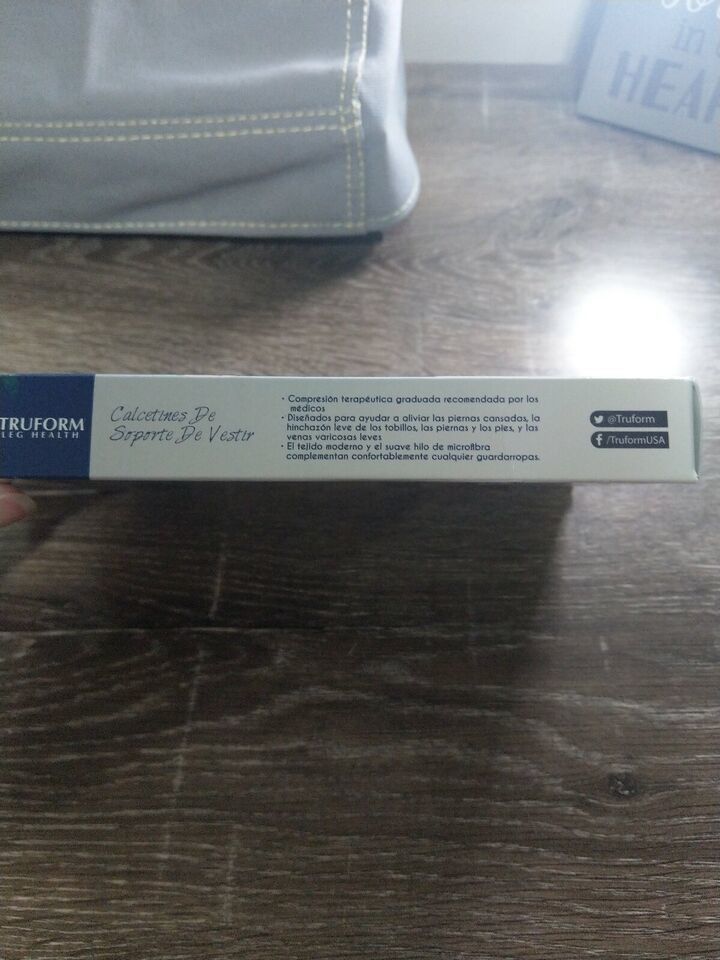 in
HEAR
TRUFORM
LEG HEALTH
Calcetines De
Soporte De Vestir
· Compresión terapéutica graduada recomendada por los
médicos
· Diseñados para ayudar a aliviar las piernas cansadas, la
hinchazón leve de los tobillos, las piernas y los pies, y las
venas varicosas leves
· El tejido moderno y el suave hilo de microfibra
complementan confortablemente cualquier guardarropas.
@Truform
/TruformUSA